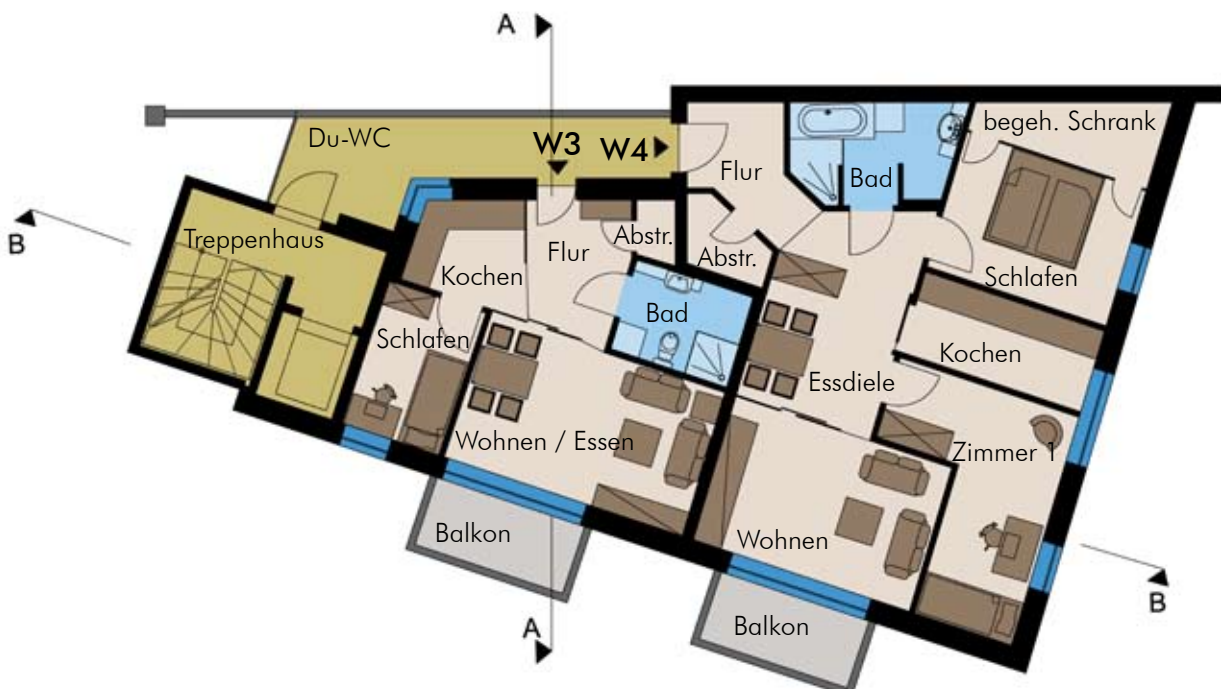 A
Du-WC
W3
W4
Flur
Bad
begeh. Schrank
B
Treppenhaus
Kochen
Flur
Abstr.
Abstr.
Schlafen
Bad
Schlafen
Kochen
Essdiele
Wohnen / Essen
Zimmer 1
Balkon
Wohnen
B
A
Balkon